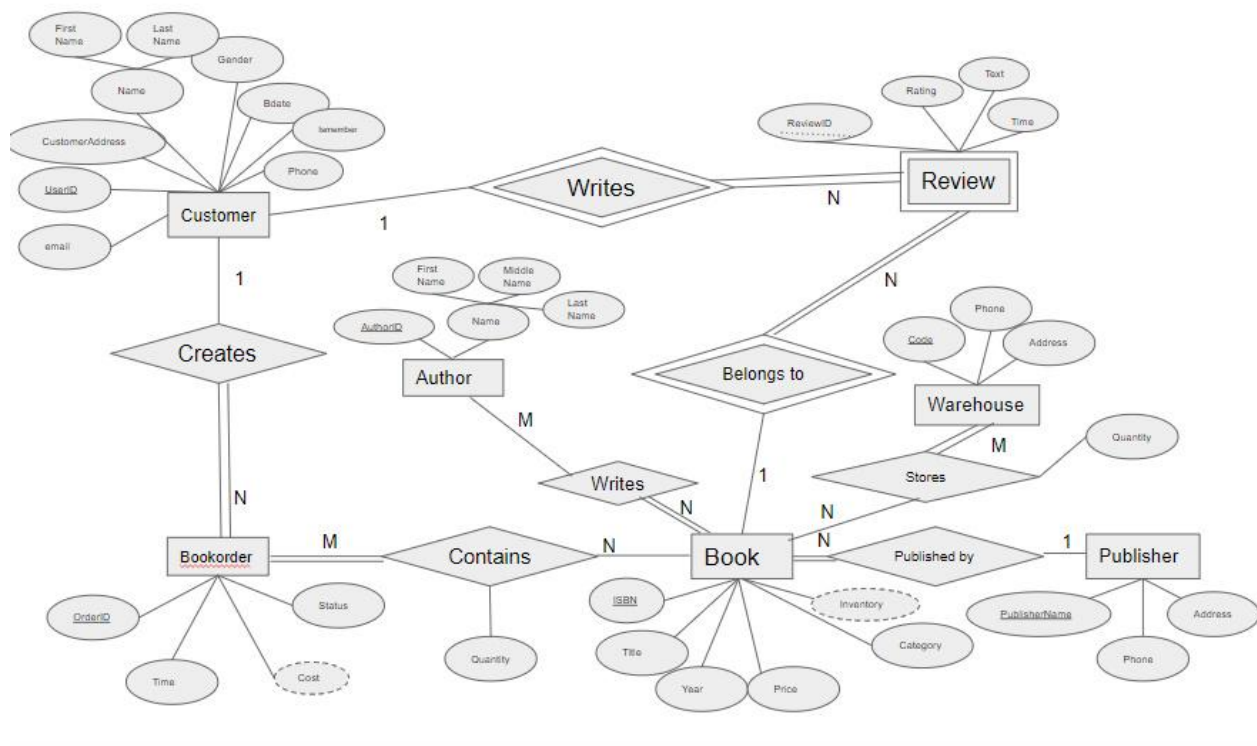 First
Name
Last
Name
Gender
Name
Bdate
Ismember
CustomerAddress
Phone
UserID
Customer
email
1
Writes
N
Review
ReviewID
Rating
Text
Time
1
Creates
N
First
Name
Middle
Name
Last
Name
AuthorID
Name
Author
M
Writes
N
Belongs to
N
1
Phone
Code
Address
Warehouse
M
Quantity
Stores
N
Bookorder
M
Contains
N
Book
N
Published by
1
Publisher
OrderID
Status
Time
Cost
Quantity
ISBN
Inventory
Title
Category
Year
Price
PublisherName
Address
Phone